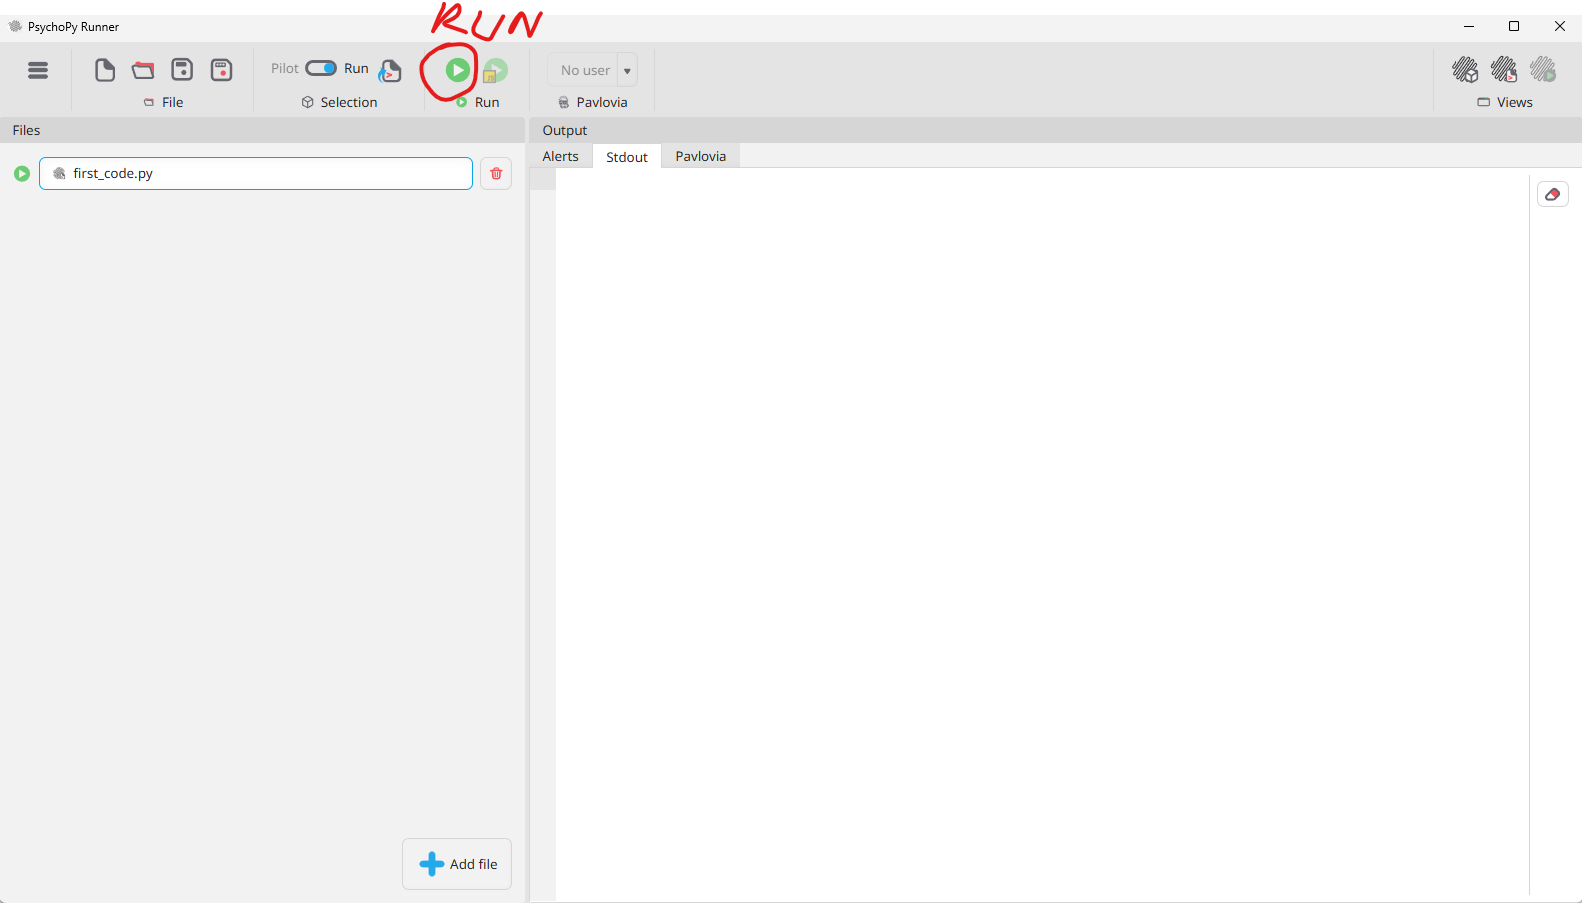 RUN
PsychoPy Runner
Pilot Run
No user
File
Selection
Run
Pavlovia
Views
Files
Output
first_code.py
Alerts Stdout Pavlovia
Add file